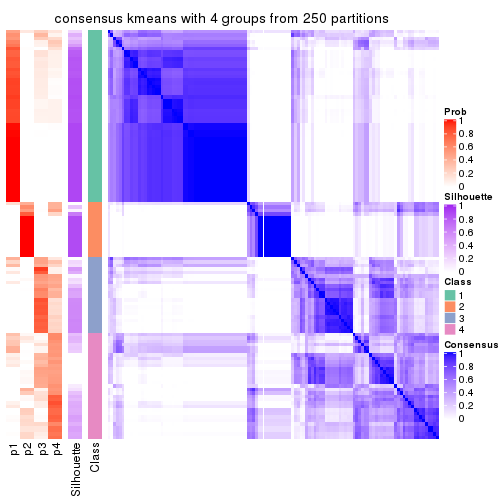 consensus kmeans with 4 groups from 250 partitions
Prob
1
0.8
0.6
0.4
0.2
0
Silhouette
1
0.8
0.6
0.4
0.2
0
Class
1
2
3
4
Consensus
1
0.8
0.6
0.4
0.2
0
p1
p2
p3
p4
Silhouette
Class